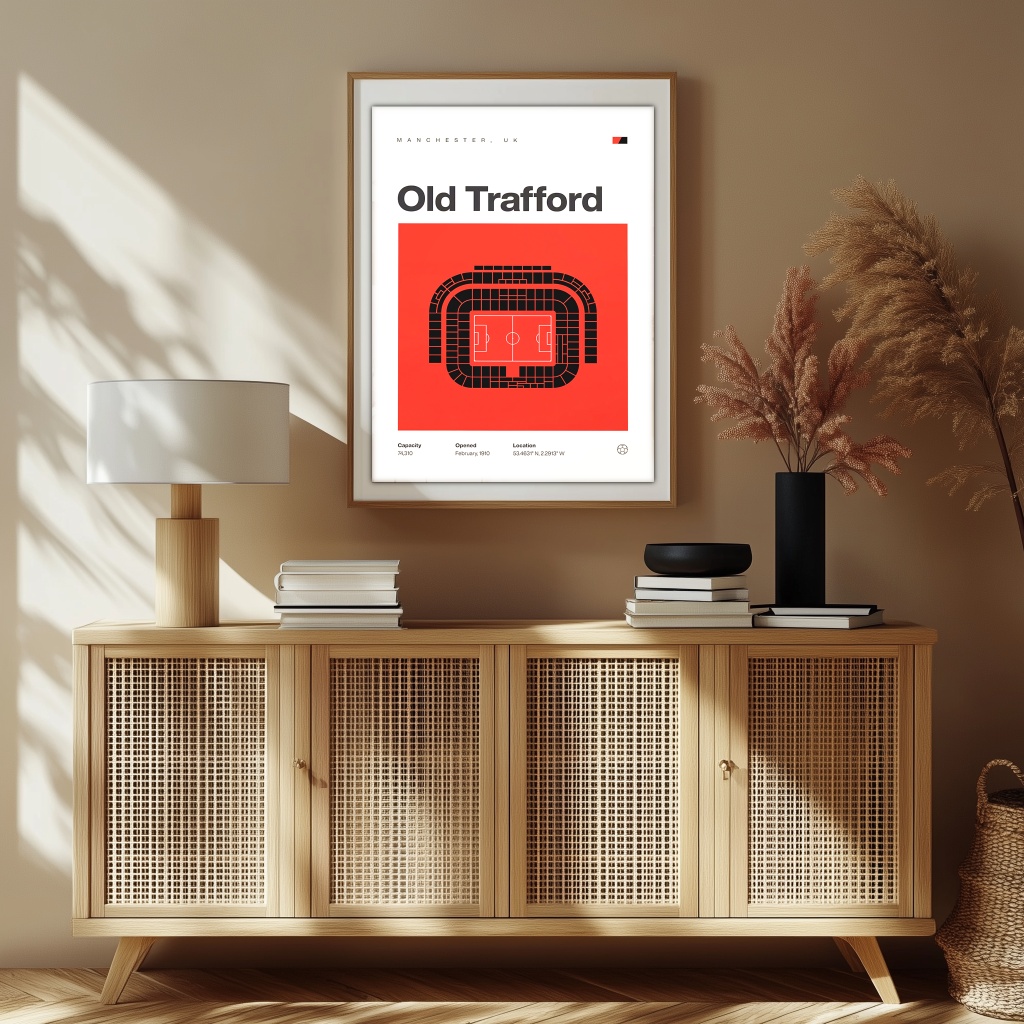 MANCHESTER, UK
Old Trafford
Capacity Opened Location
74,310 February, 1910 53.4631° N, 2.2913° W